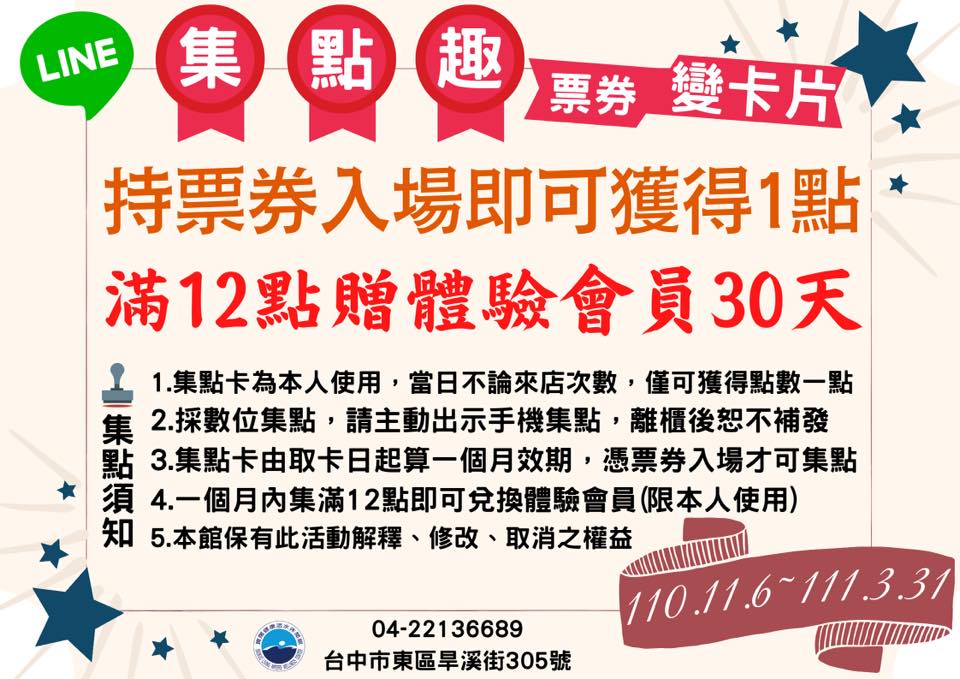 LINE
集點趣
票券 變卡片
持票券入場即可獲得1點
滿12點贈體驗會員30天
集點須知
1.集點卡為本人使用，當日不論來店次數，僅可獲得點數一點
2.採數位集點，請主動出示手機集點，離櫃後恕不補發
3.集點卡由取卡日起算一個月效期，憑票券入場才可集點
4.一個月內集滿12點即可兌換體驗會員(限本人使用)
5.本館保有此活動解釋、修改、取消之權益
110.11.6~111.3.31
04-22136689
台中市東區旱溪街305號